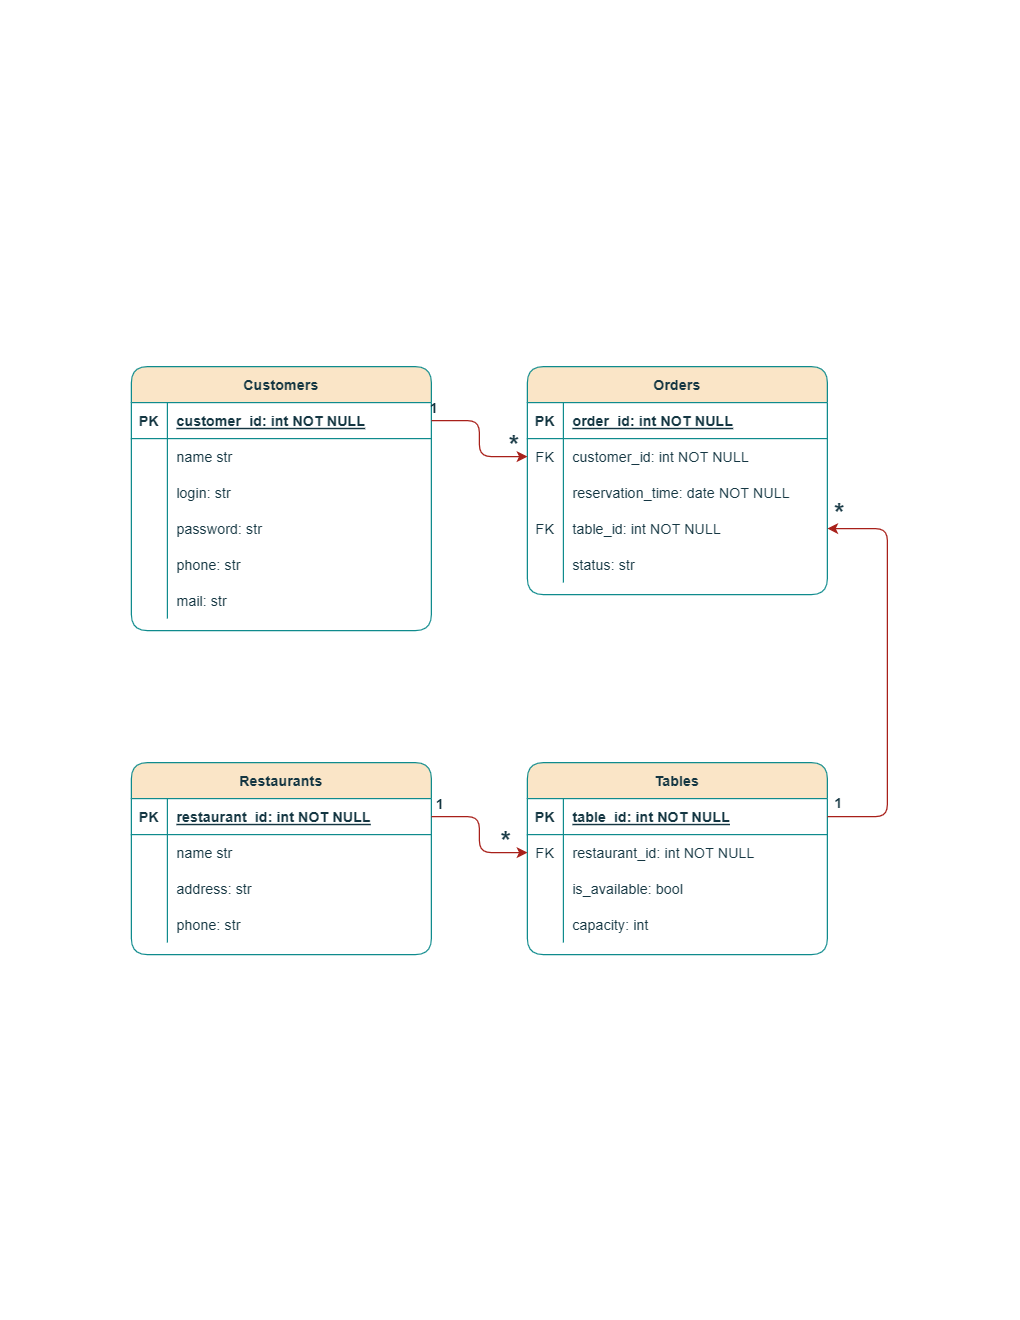 Customers
PK customer_id: int NOT NULL
name str
login: str
password: str
phone: str
mail: str
1
*
Orders
PK order_id: int NOT NULL
FK customer_id: int NOT NULL
reservation_time: date NOT NULL
FK table_id: int NOT NULL
status: str
*
Restaurants
PK restaurant_id: int NOT NULL
name str
address: str
phone: str
1
*
Tables
PK table_id: int NOT NULL
FK restaurant_id: int NOT NULL
is_available: bool
capacity: int
1